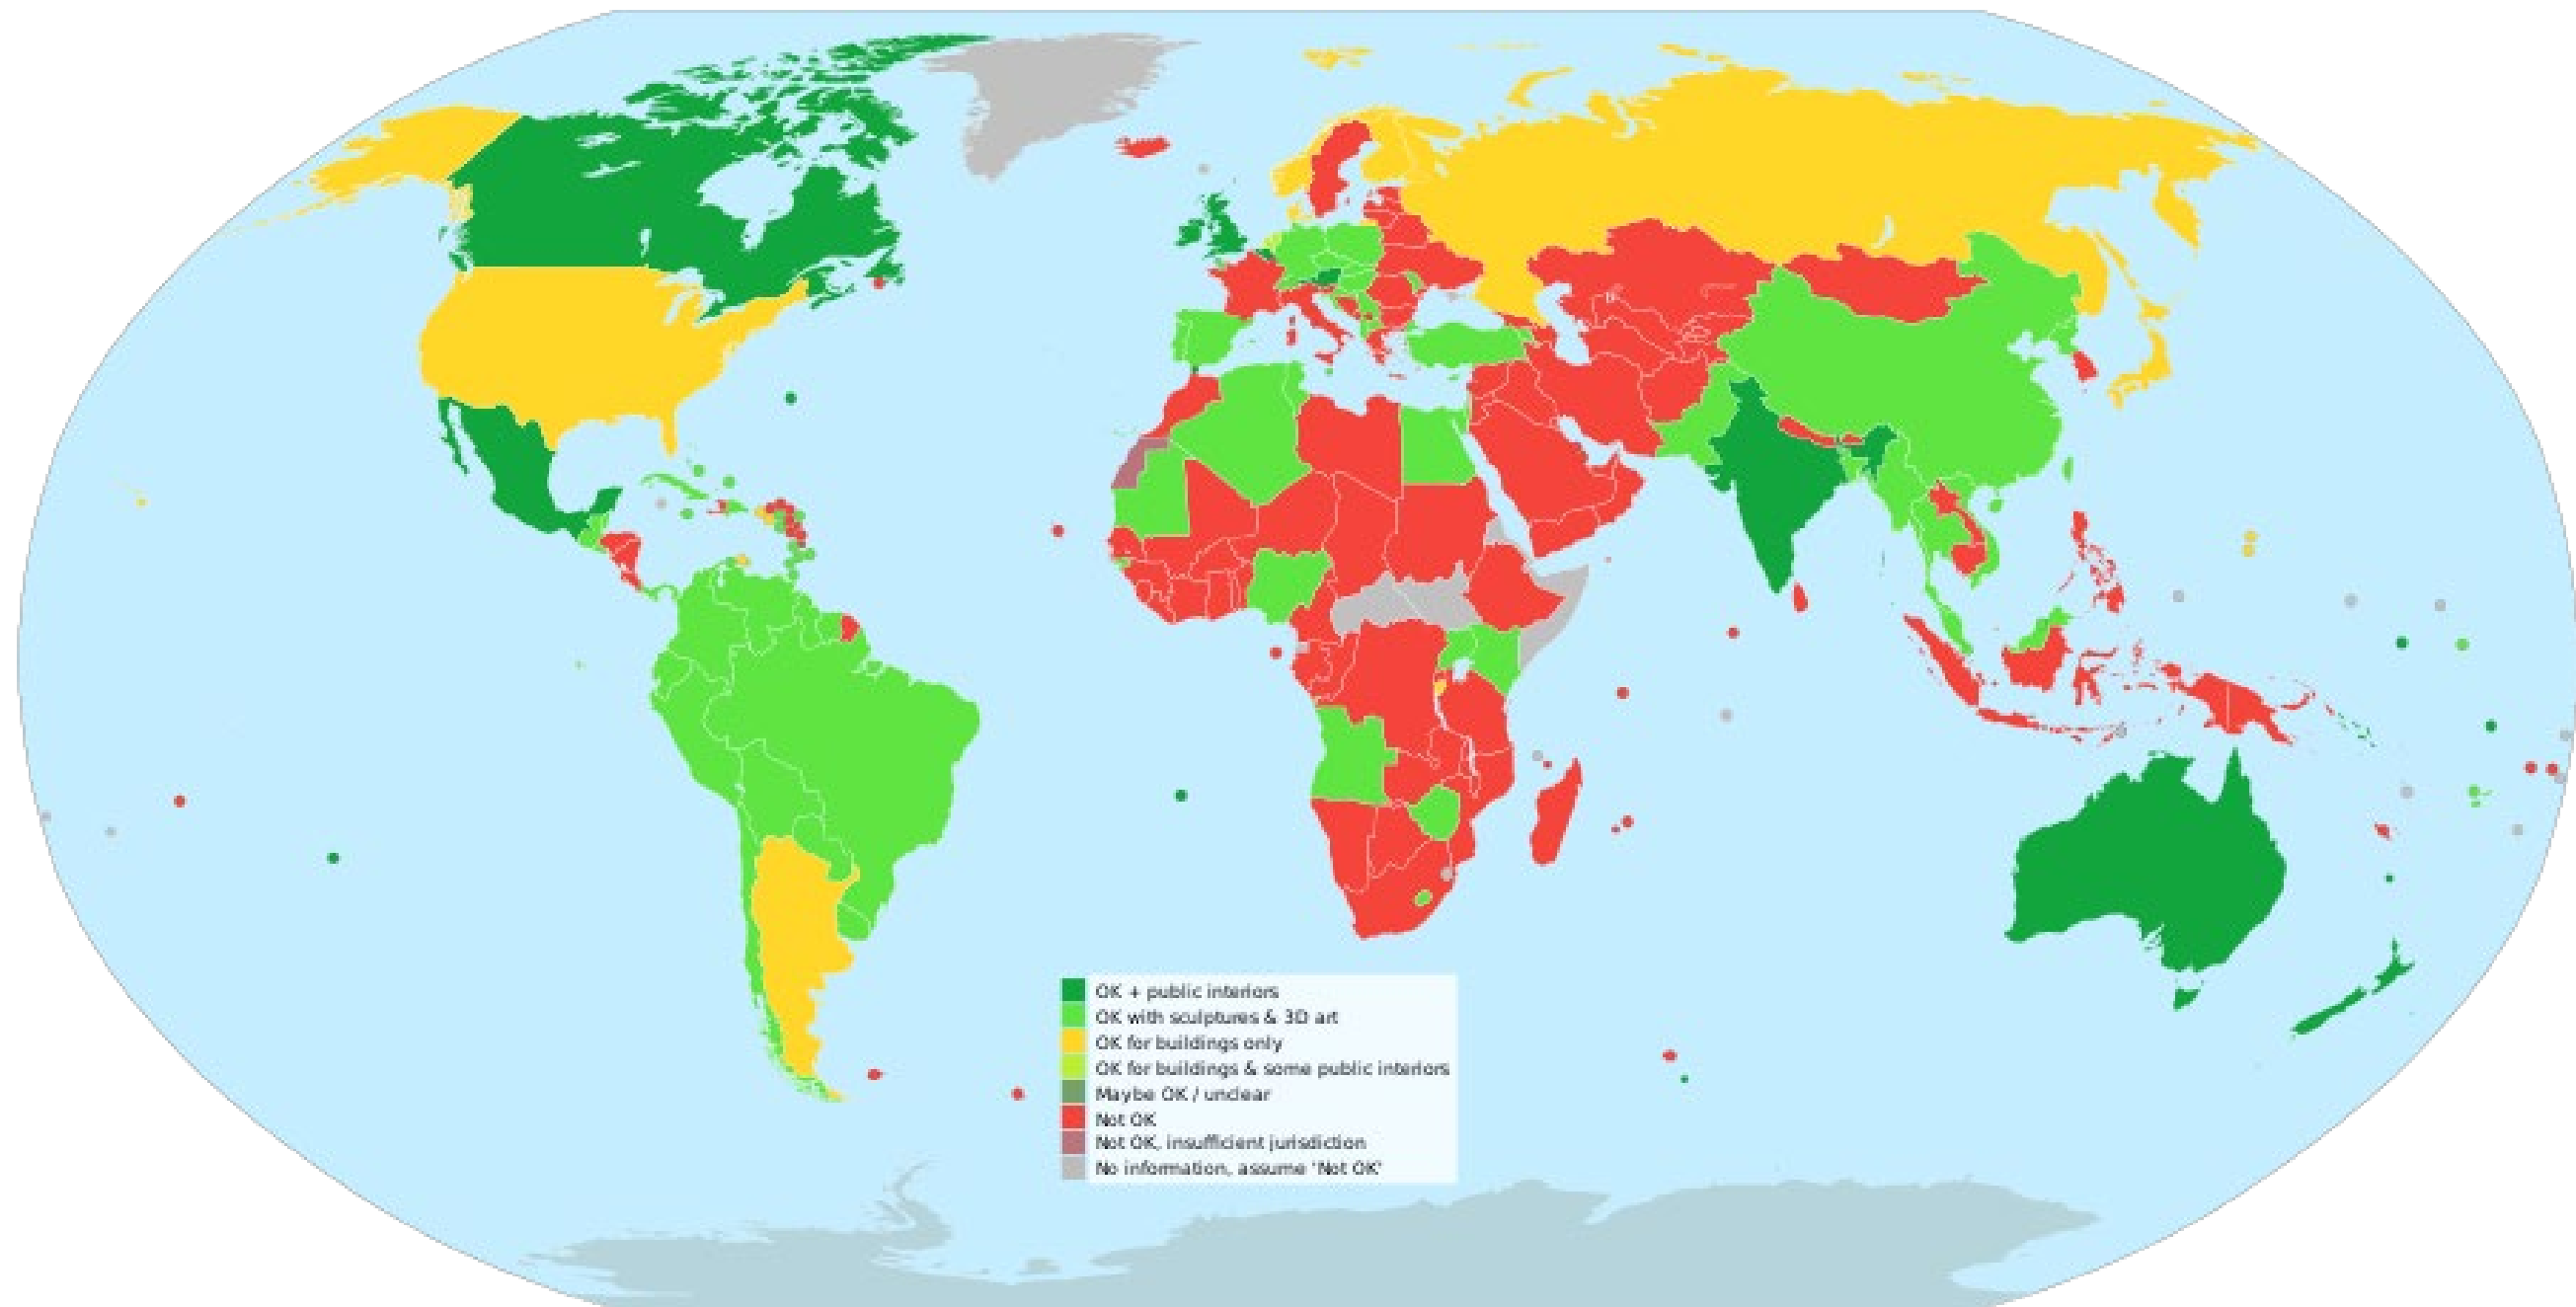 OK + public interiors
OK with sculptures & 3D art
OK for buildings only
OK for buildings & some public interiors
Maybe OK / unclear
Not OK
Not OK, insufficient jurisdiction
No information, assume 'Not OK'